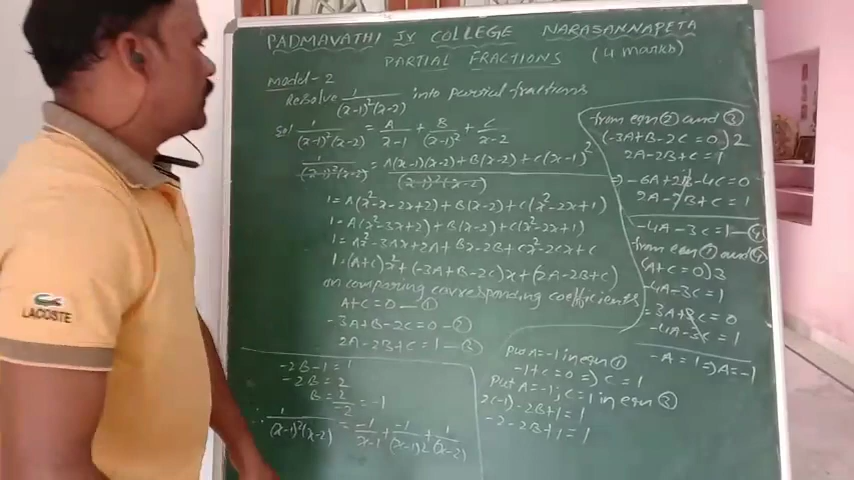 PADMAVATHI JY COLLEGE NARASANNAPETA
PARTIAL FRACTIONS (4 marks)
model-2
Resolve 1/(x-1)²(x-2) into partial-fractions
Sol 1/(x-1)²(x-2) = A/x-1 + B/(x-1)² + C/x-2
1/(x-1)²(x-2) = A(x-1)(x-2)+B(x-2)+C(x-1)²/(x-1)²(x-2)
1=A(x²-x-2x+2)+B(x-2)+C(x²-2x+1)
1=A(x²-3x+2)+B(x-2)+C(x²-2x+1)
1=Ax²-3Ax+2A+Bx-2B+Cx²-2Cx+C
1=(A+C)x²+(-3A+B-2C)x+(2A-2B+C)
on comparing corresponding coefficients
A+C=0 — ①
-3A+B-2C=0 — ②
2A-2B+C=1 — ③
from eqn ② and ③
(-3A+B-2C=0)2
2A-2B+C=1
⇒ -6A+2B-4C=0
2A-2B+C=1
-4A-3C=1 — ④
from eqn ① and ④
(A+C=0)3
-4A-3C=1
3A+3C=0
-4A-3C=1
-A=1 ⇒ A=-1
Put A=-1 in eqn ①
-1+C=0 ⇒ C=1
Put A=-1, C=1 in eqn ③
2(-1)-2B+1=1
-2-2B+1=1
-2B-1=1
-2B=2
B=2/-2=-1
∴ 1/(x-1)²(x-2) = -1/x-1 + -1/(x-1)2 + 1/(x-2)
LACOSTE